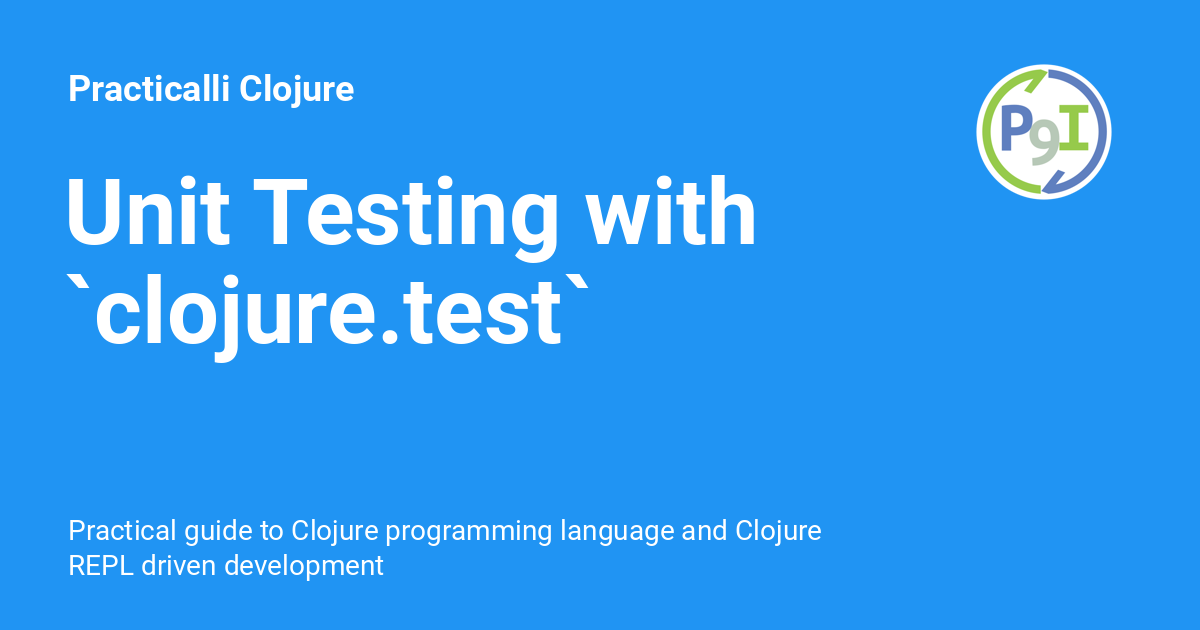 Practicalli Clojure
P9I
Unit Testing with
`clojure.test`
Practical guide to Clojure programming language and Clojure
REPL driven development